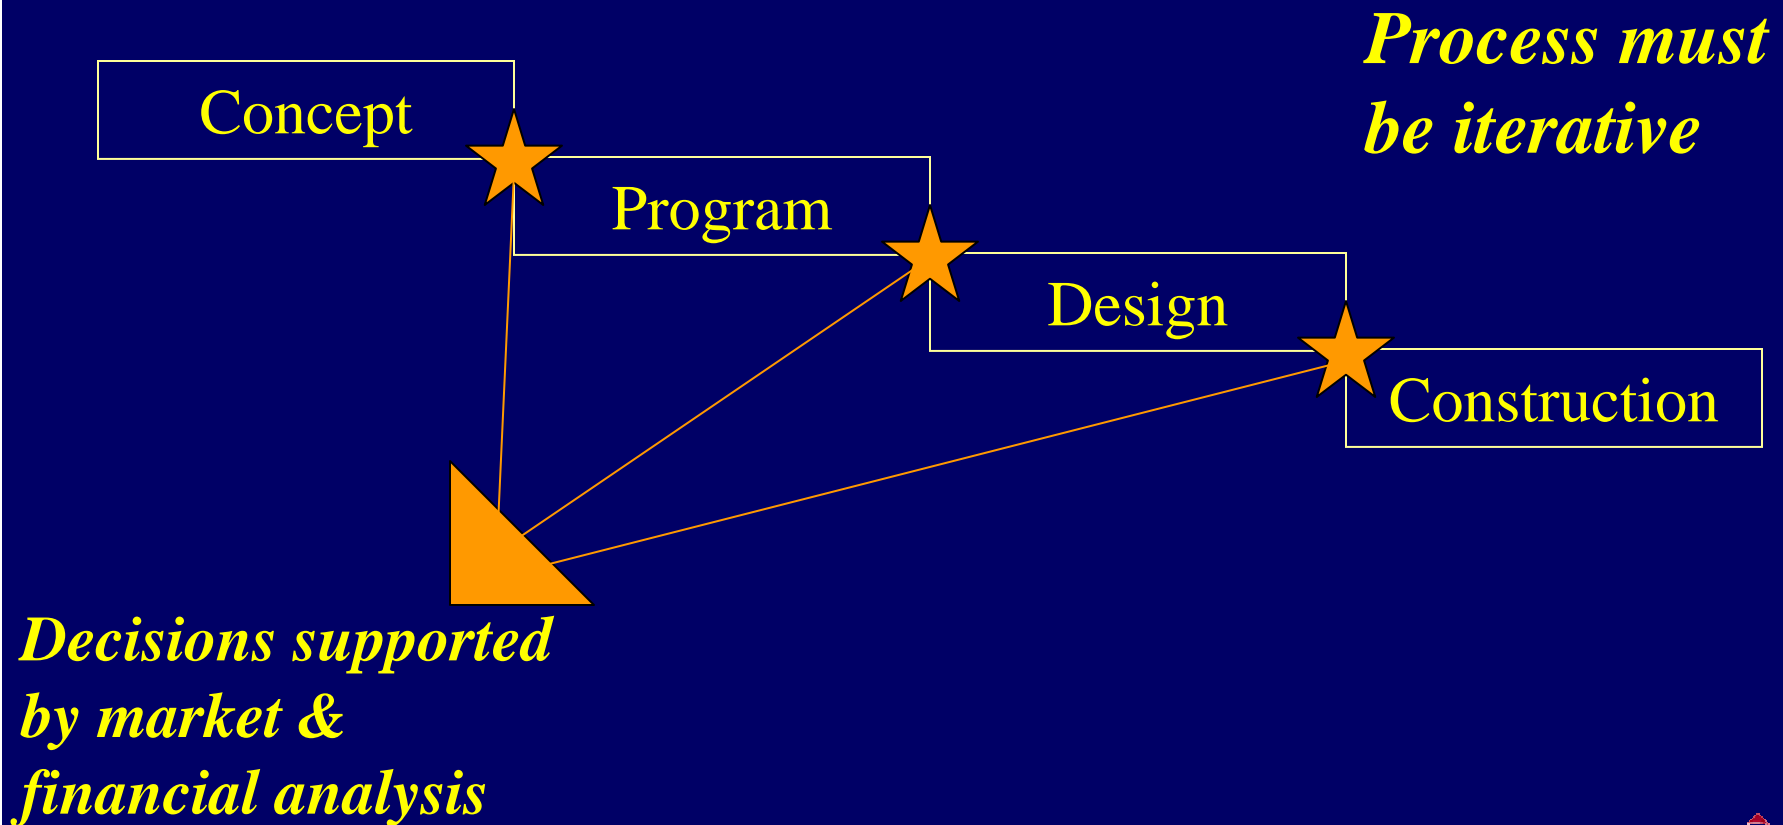 Process must
be iterative
Concept
Program
Design
Construction
Decisions supported
by market &
financial analysis